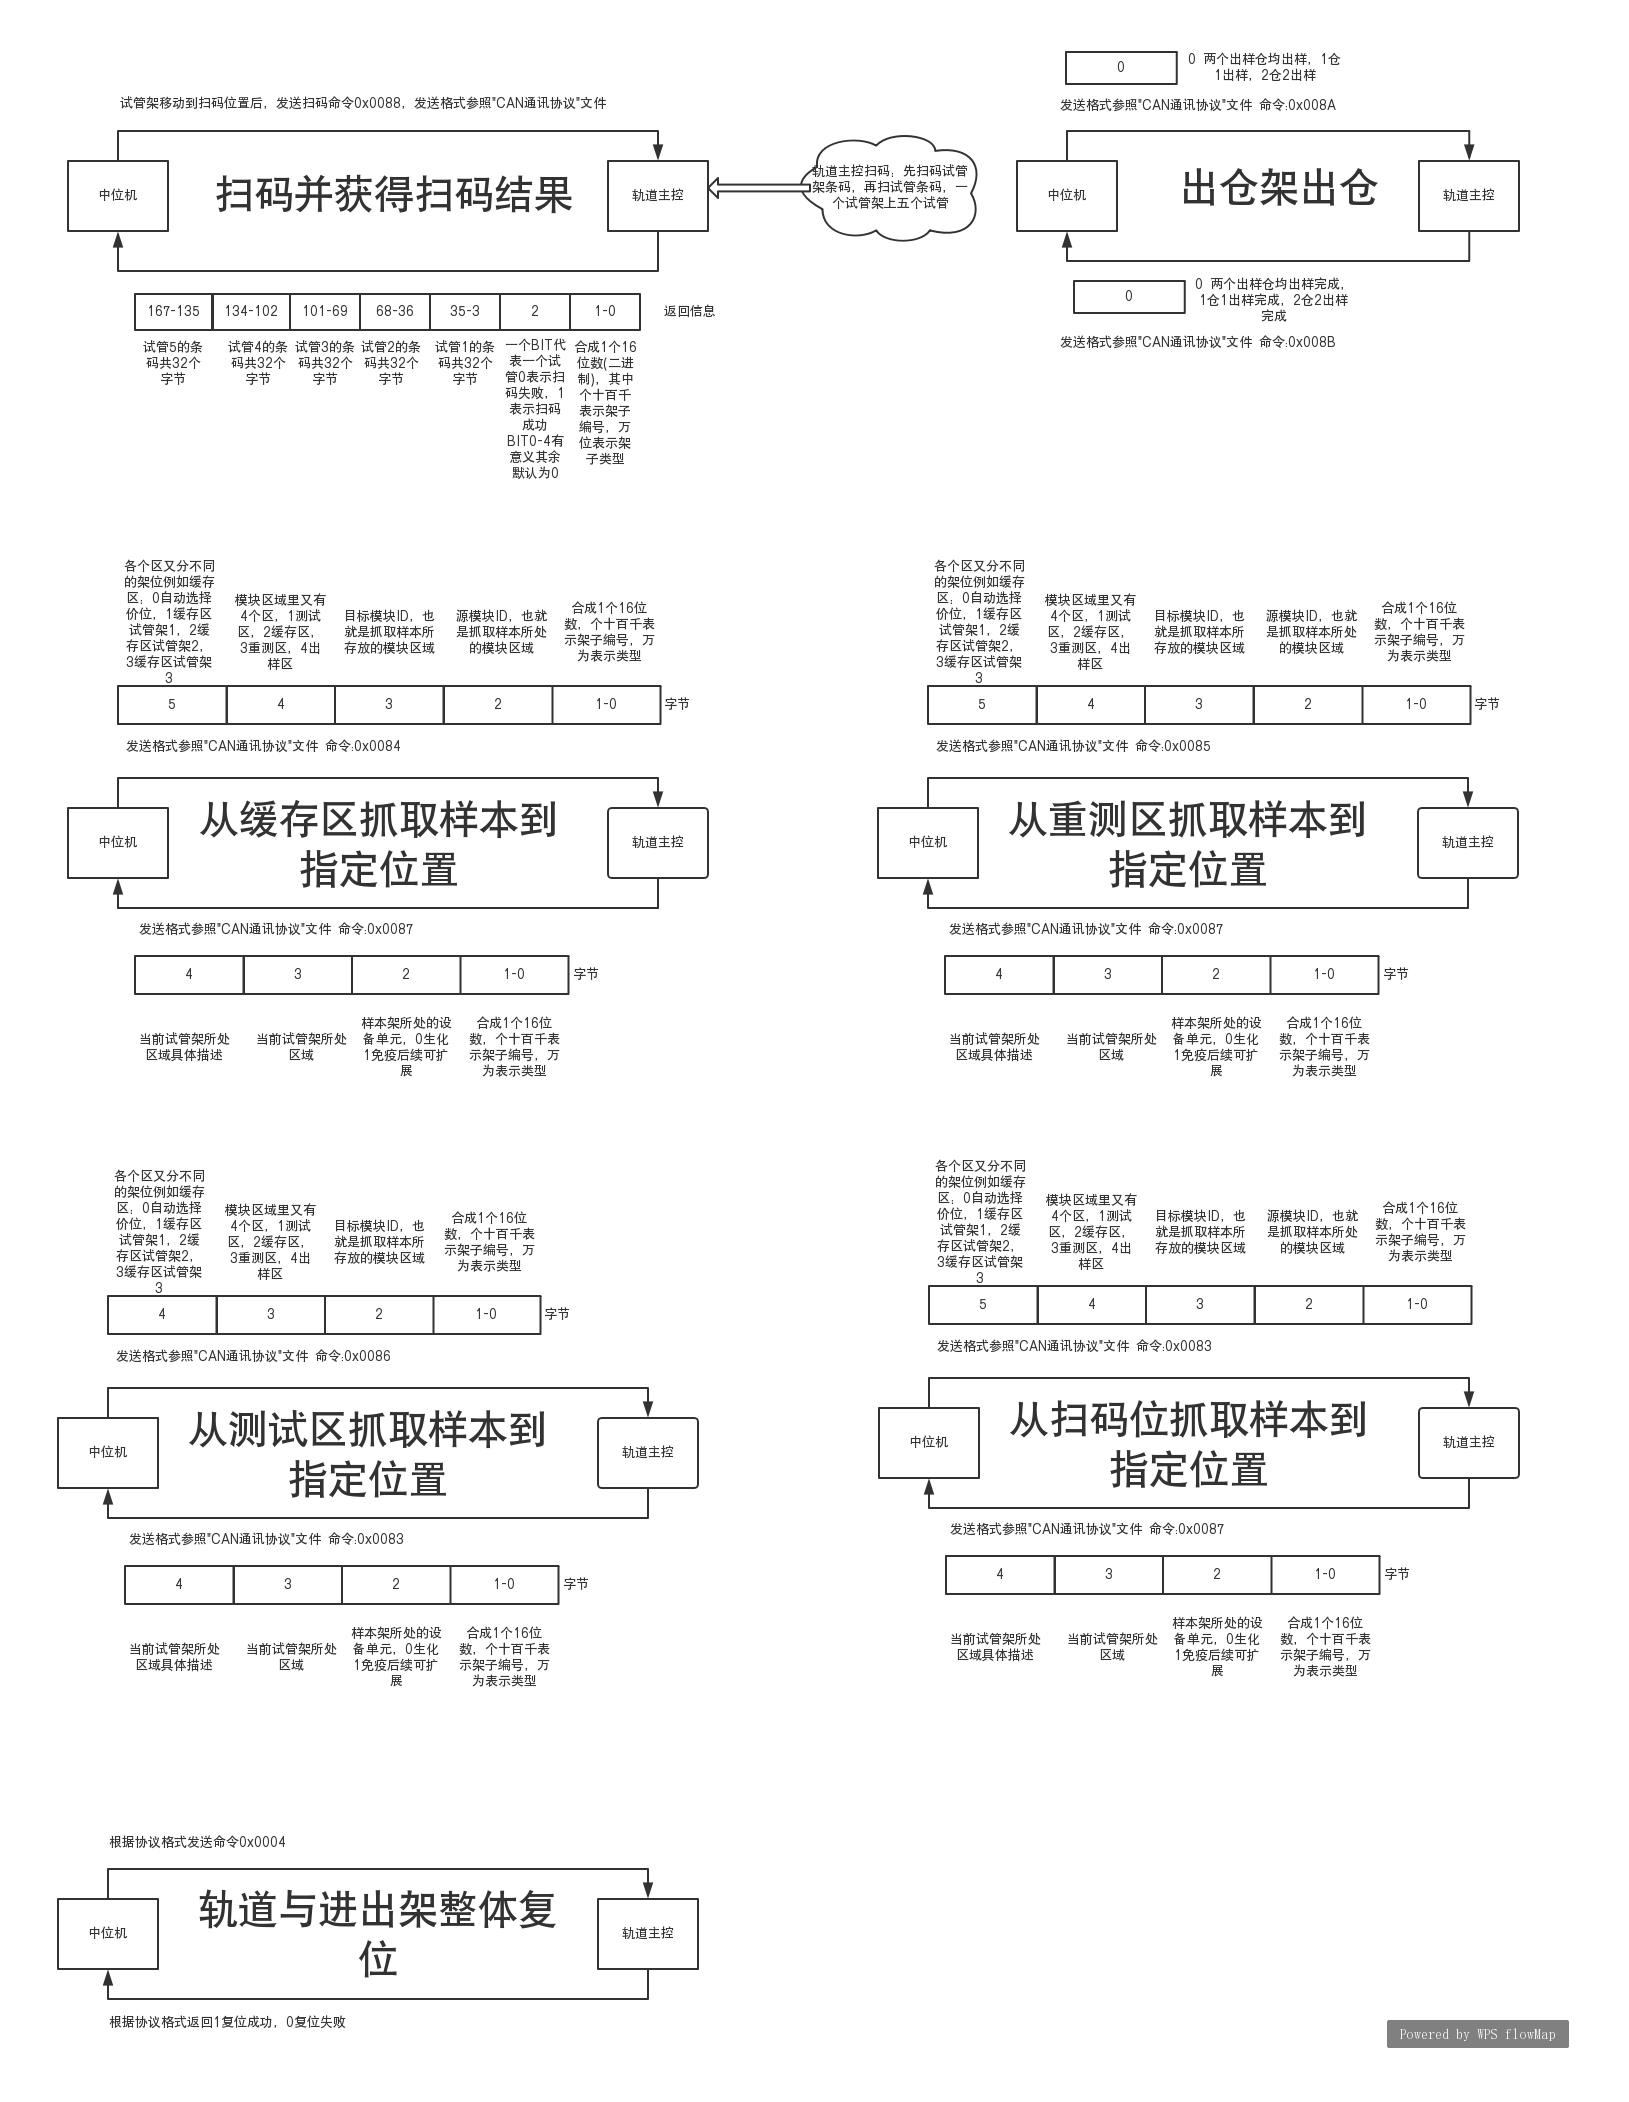 试管架移动到扫码位置后，发送扫码命令0x0088，发送格式参照"CAN通讯协议"文件
中位机
扫码并获得扫码结果
轨道主控
轨道主控扫码：先扫码试管
架条码，再扫试管条码，一
个试管架上五个试管
167-135
134-102
101-69
68-36
35-3
2
1-0
返回信息
试管5的条
码共32个
字节
试管4的条
码共32个
字节
试管3的条
码共32个
字节
试管2的条
码共32个
字节
试管1的条
码共32个
字节
一个BIT代
表一个试
管0表示扫
码失败，1
表示扫码
成功
BIT0-4有
意义其余
默认为0
合成1个16
位数(二进
制)，其中
个十百千
表示架子
编号，万
位表示架
子类型
0
0 两个出样仓均出样，1仓
1出样，2仓2出样
发送格式参照"CAN通讯协议"文件 命令:0x008A
中位机
出仓架出仓
轨道主控
0
0 两个出样仓均出样完成，
1仓1出样完成，2仓2出样
完成
发送格式参照"CAN通讯协议"文件 命令:0x008B
各个区又分不同
的架位例如缓存
区；0自动选择
价位，1缓存区
试管架1，2缓
存区试管架2，
3缓存区试管架
3
模块区域里又有
4个区，1测试
区，2缓存区，
3重测区，4出
样区
目标模块ID，也
就是抓取样本所
存放的模块区域
源模块ID，也就
是抓取样本所处
的模块区域
合成1个16位
数，个十百千表
示架子编号，万
为表示类型
5
4
3
2
1-0
字节
发送格式参照"CAN通讯协议"文件 命令:0x0084
中位机
从缓存区抓取样本到
指定位置
轨道主控
发送格式参照"CAN通讯协议"文件 命令:0x0087
4
3
2
1-0
字节
当前试管架所处
区域具体描述
当前试管架所处
区域
样本架所处的设
备单元，0生化
1免疫后续可扩
展
合成1个16位
数，个十百千表
示架子编号，万
为表示类型
各个区又分不同
的架位例如缓存
区；0自动选择
价位，1缓存区
试管架1，2缓
存区试管架2，
3缓存区试管架
3
模块区域里又有
4个区，1测试
区，2缓存区，
3重测区，4出
样区
目标模块ID，也
就是抓取样本所
存放的模块区域
源模块ID，也就
是抓取样本所处
的模块区域
合成1个16位
数，个十百千表
示架子编号，万
为表示类型
5
4
3
2
1-0
字节
发送格式参照"CAN通讯协议"文件 命令:0x0085
中位机
从重测区抓取样本到
指定位置
轨道主控
发送格式参照"CAN通讯协议"文件 命令:0x0087
4
3
2
1-0
字节
当前试管架所处
区域具体描述
当前试管架所处
区域
样本架所处的设
备单元，0生化
1免疫后续可扩
展
合成1个16位
数，个十百千表
示架子编号，万
为表示类型
各个区又分不同
的架位例如缓存
区；0自动选择
价位，1缓存区
试管架1，2缓
存区试管架2，
3缓存区试管架
3
模块区域里又有
4个区，1测试
区，2缓存区，
3重测区，4出
样区
目标模块ID，也
就是抓取样本所
存放的模块区域
合成1个16位
数，个十百千表
示架子编号，万
为表示类型
4
3
2
1-0
字节
发送格式参照"CAN通讯协议"文件 命令:0x0086
中位机
从测试区抓取样本到
指定位置
轨道主控
发送格式参照"CAN通讯协议"文件 命令:0x0083
4
3
2
1-0
字节
当前试管架所处
区域具体描述
当前试管架所处
区域
样本架所处的设
备单元，0生化
1免疫后续可扩
展
合成1个16位
数，个十百千表
示架子编号，万
为表示类型
各个区又分不同
的架位例如缓存
区；0自动选择
价位，1缓存区
试管架1，2缓
存区试管架2，
3缓存区试管架
3
模块区域里又有
4个区，1测试
区，2缓存区，
3重测区，4出
样区
目标模块ID，也
就是抓取样本所
存放的模块区域
源模块ID，也就
是抓取样本所处
的模块区域
合成1个16位
数，个十百千表
示架子编号，万
为表示类型
5
4
3
2
1-0
发送格式参照"CAN通讯协议"文件 命令:0x0083
中位机
从扫码位抓取样本到
指定位置
轨道主控
发送格式参照"CAN通讯协议"文件 命令:0x0087
4
3
2
1-0
字节
当前试管架所处
区域具体描述
当前试管架所处
区域
样本架所处的设
备单元，0生化
1免疫后续可扩
展
合成1个16位
数，个十百千表
示架子编号，万
为表示类型
根据协议格式发送命令0x0004
中位机
轨道与进出架整体复
位
轨道主控
根据协议格式返回1复位成功，0复位失败
Powered by WPS flowMap